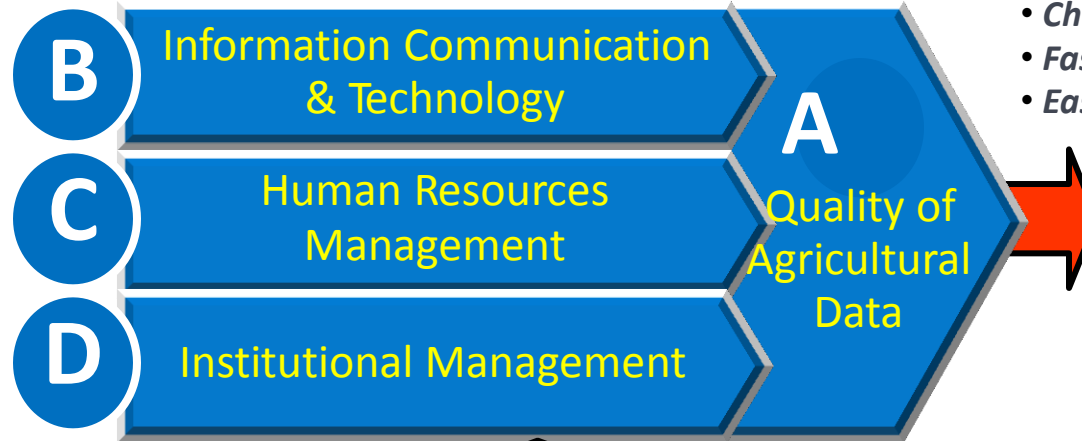 B
Information Communication
& Technology
C
Human Resources
Management
D
Institutional Management
A
Quality of
Agricultural
Data